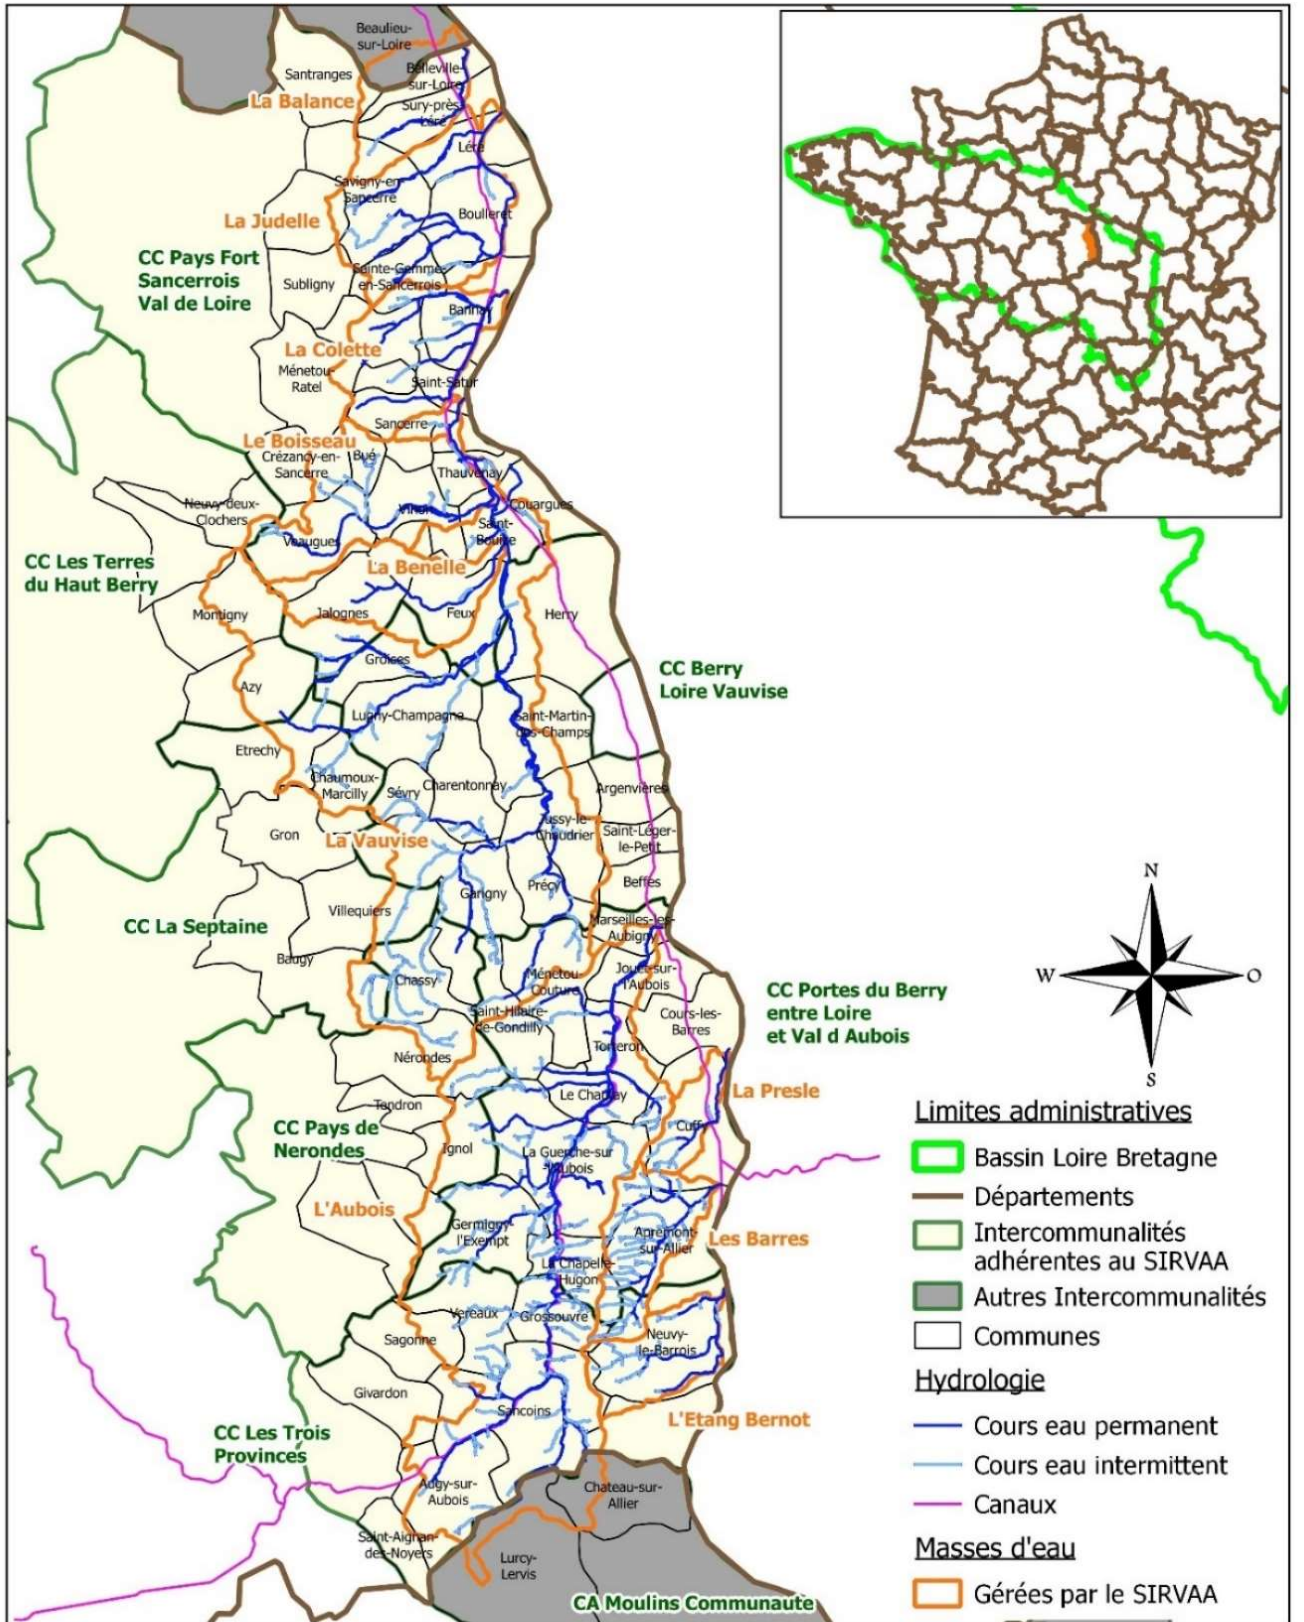 Beaulieu-
sur-Loire
Santranges
Belleville-
sur-Loire
La Balance
Sury-près-
Léré
Léré
Savigny-en-
Sancerre
La Judelle
Boulleret
CC Pays Fort
Sancerrois
Val de Loire
Subligny
Sainte-Gemme-
en-Sancerrois
Bannay
La Colette
Ménetou-
Ratel
Saint-Satur
Sancerre
Le Boisseau
Crézancy-en-
Sancerre
Bué
Thauvenay
Neuvy-deux-
Clochers
Vinon
Couargues
Saint-
Bouize
Veaugues
CC Les Terres
du Haut Berry
La Benelle
Montigny
Jalognes
Feux
Herry
Groises
CC Berry
Loire Vauvise
Azy
Lugny-Champagne
Saint-Martin-
des-Champs
Etrechy
Chaumoux-
Marcilly
Sévry
Charentonnay
Argenvières
Gron
La Vauvise
Jussy-le-
Chaudrier
Saint-Léger-
le-Petit
Beffes
Précy
Garigny
Villequiers
CC La Septaine
Marseilles-les-
Aubigny
Baugy
Chassy
Ménetou-
Couture
Jouet-sur-
l'Aubois
CC Portes du Berry
entre Loire
et Val d Aubois
Saint-Hilaire-
de-Gondilly
Cours-les-
Barres
Torteron
Nérondes
La Presle
Le Chautay
Tendron
Cuffy
CC Pays de
Nerondes
Ignol
La Guerche-sur
-l'Aubois
L'Aubois
Germigny-
l'Exempt
Apremont-
sur-Allier
Les Barres
La Chapelle-
Hugon
Vereaux
Grossouvre
Sagonne
Neuvy-
le-Barrois
Givardon
Sancoins
L'Etang Bernot
CC Les Trois
Provinces
Augy-sur-
Aubois
Chateau-sur-
Allier
Saint-Aignan-
des-Noyers
Lurcy-
Lervis
CA Moulins Communauté
N
W
O
S
Limites administratives
Bassin Loire Bretagne
Départements
Intercommunalités
adhérentes au SIRVAA
Autres Intercommunalités
Communes
Hydrologie
Cours eau permanent
Cours eau intermittent
Canaux
Masses d'eau
Gérées par le SIRVAA